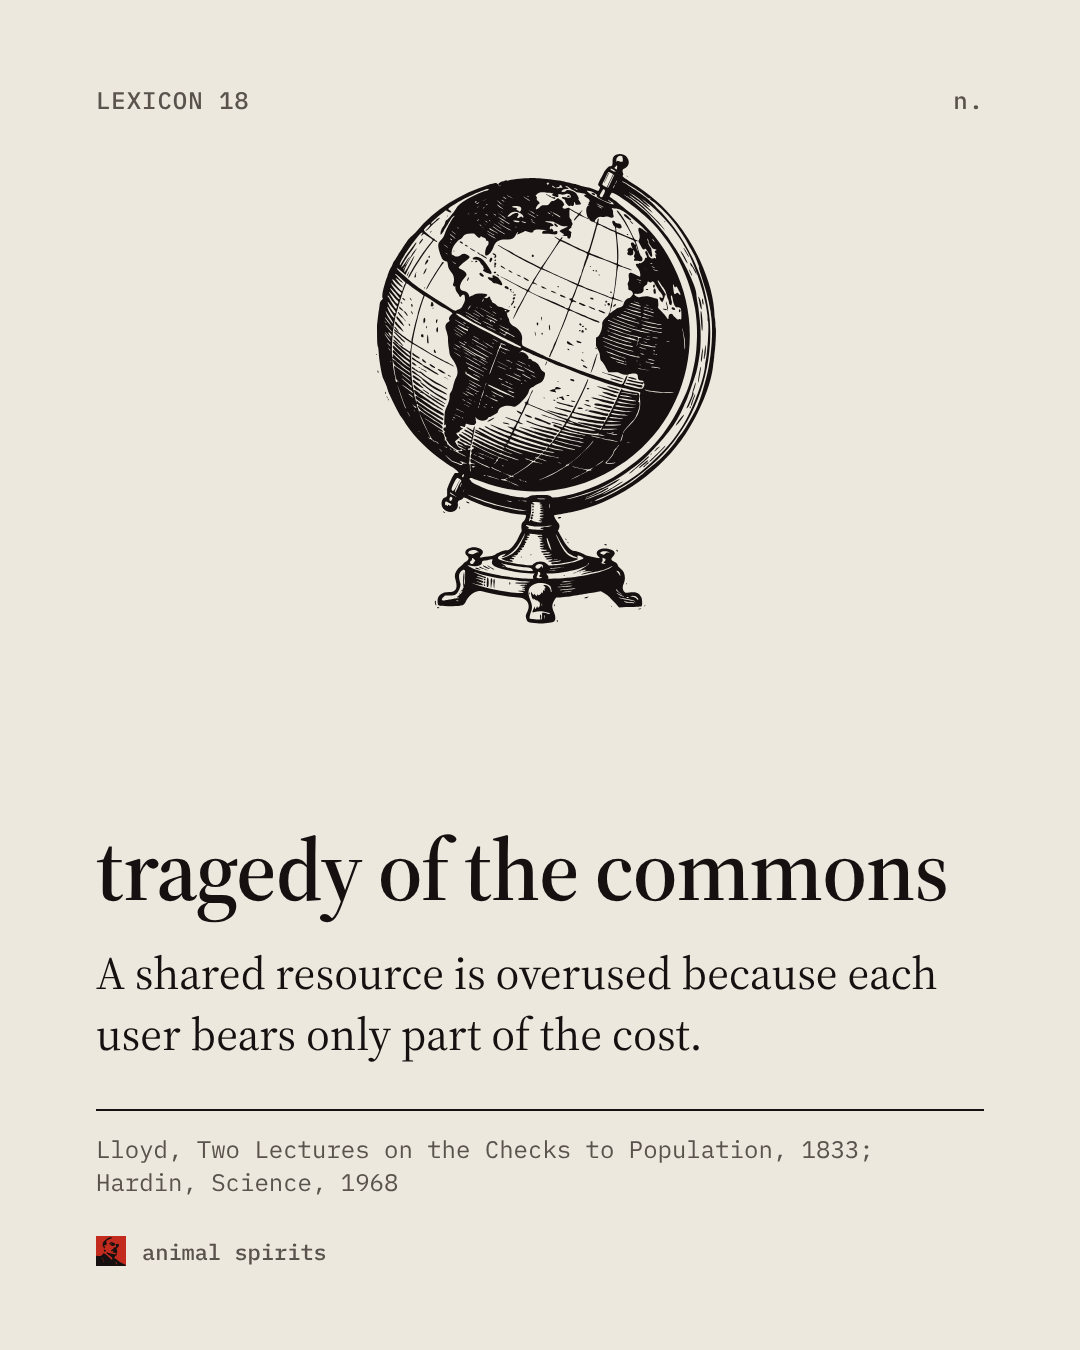 LEXICON 18
n.
tragedy of the commons
A shared resource is overused because each
user bears only part of the cost.
Lloyd, Two Lectures on the Checks to Population, 1833;
Hardin, Science, 1968
animal spirits